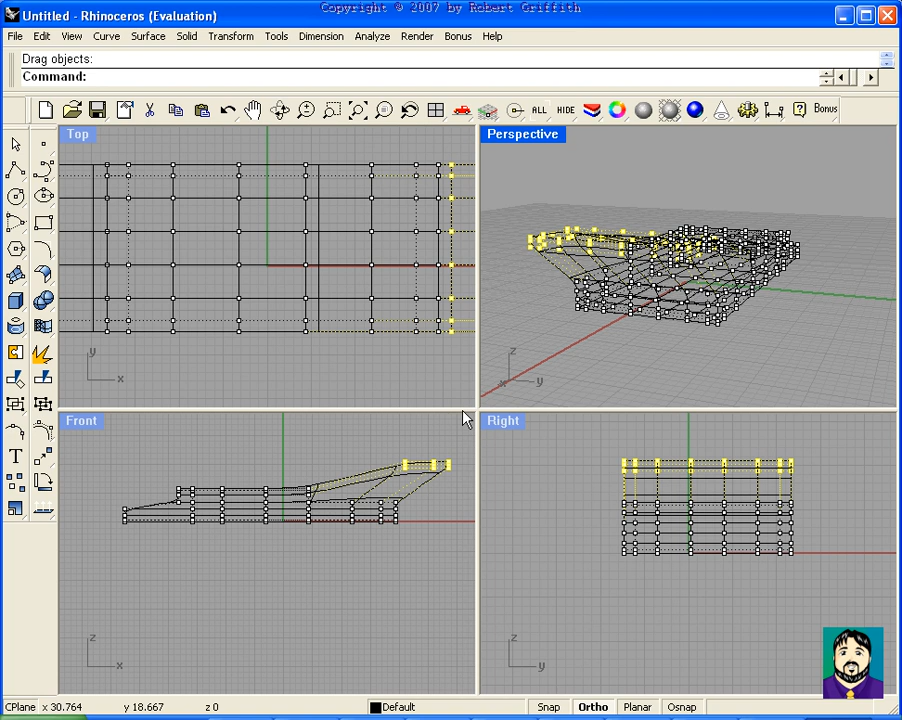 Copyright © 2007 by Robert Griffith
Untitled - Rhinoceros (Evaluation)
File Edit View Curve Surface Solid Transform Tools Dimension Analyze Render Bonus Help
Drag objects:
Command:
ALL HIDE ? Bonus
Top
Perspective
y
x
z
x y
Front
Right
T
z
x
z
y
CPlane x 30.764 y 18.667 z 0 Default Snap Ortho Planar Osnap